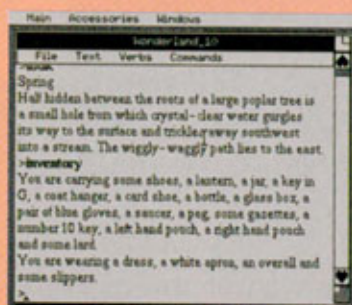 Main Accessories Windows
Wonderland_10
File Text Verbs Commands
Spring
Half hidden between the roots of a large poplar tree is
a small hole from which crystal-clear water gurgles
its way to the surface and trickles away southwest
into a stream. The wiggly-waggly path lies to the east.
>inventory
You are carrying some shoes, a lantern, a jar, a key in
G, a coat hanger, a card shoe, a bottle, a glass box, a
pair of blue gloves, a saucer, a peg, some gazettes, a
number 10 key, a left hand pouch, a right hand pouch
and some lard.
You are wearing a dress, a white apron, an overall and
some slippers.
>